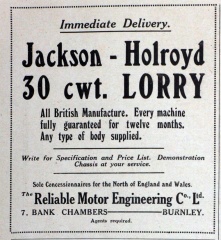 Immediate Delivery.
Jackson - Holroyd
30 cwt. LORRY
All British Manufacture. Every machine
fully guaranteed for twelve months.
Any type of body supplied.
Write for Specification and Price List. Demonstration
Chassis at your service.
Sole Concessionnaires for the North of England and Wales.
The Reliable Motor Engineering Co., Ltd.
7, BANK CHAMBERS — BURNLEY.
Agents required.